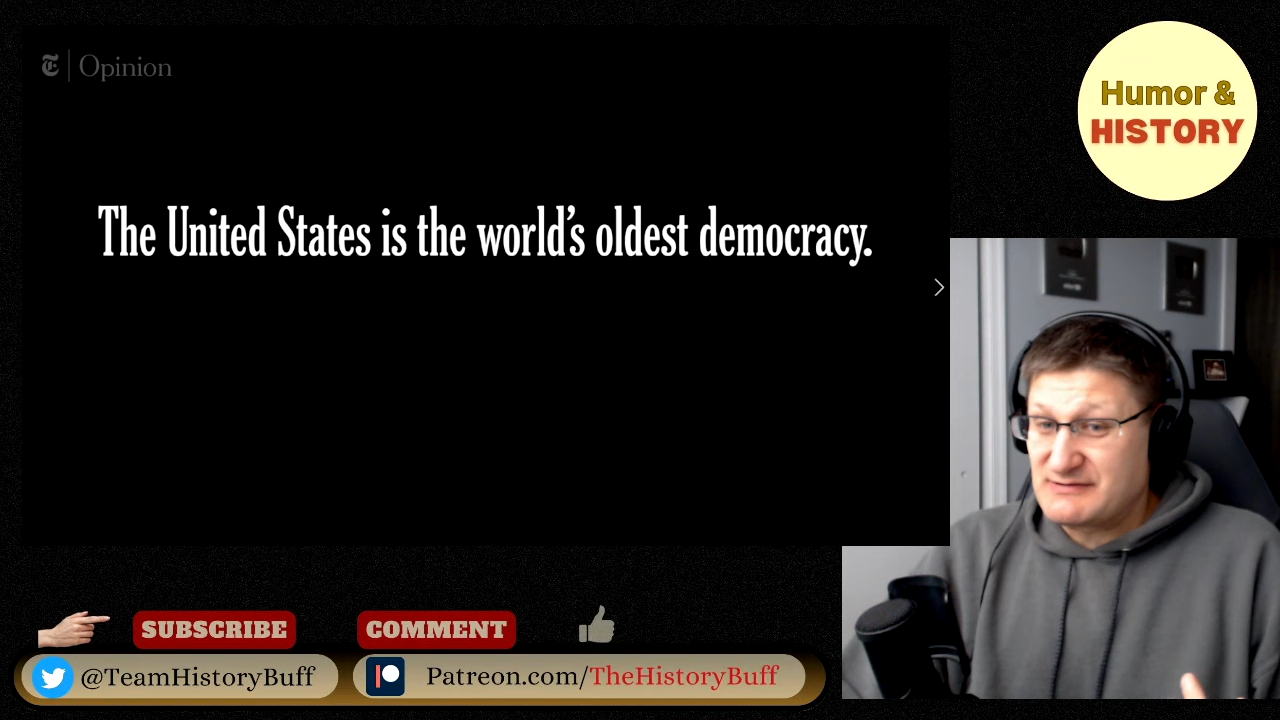 T Opinion
Humor &
HISTORY
The United States is the world's oldest democracy.
SUBSCRIBE
COMMENT
@TeamHistoryBuff
Patreon.com/TheHistoryBuff